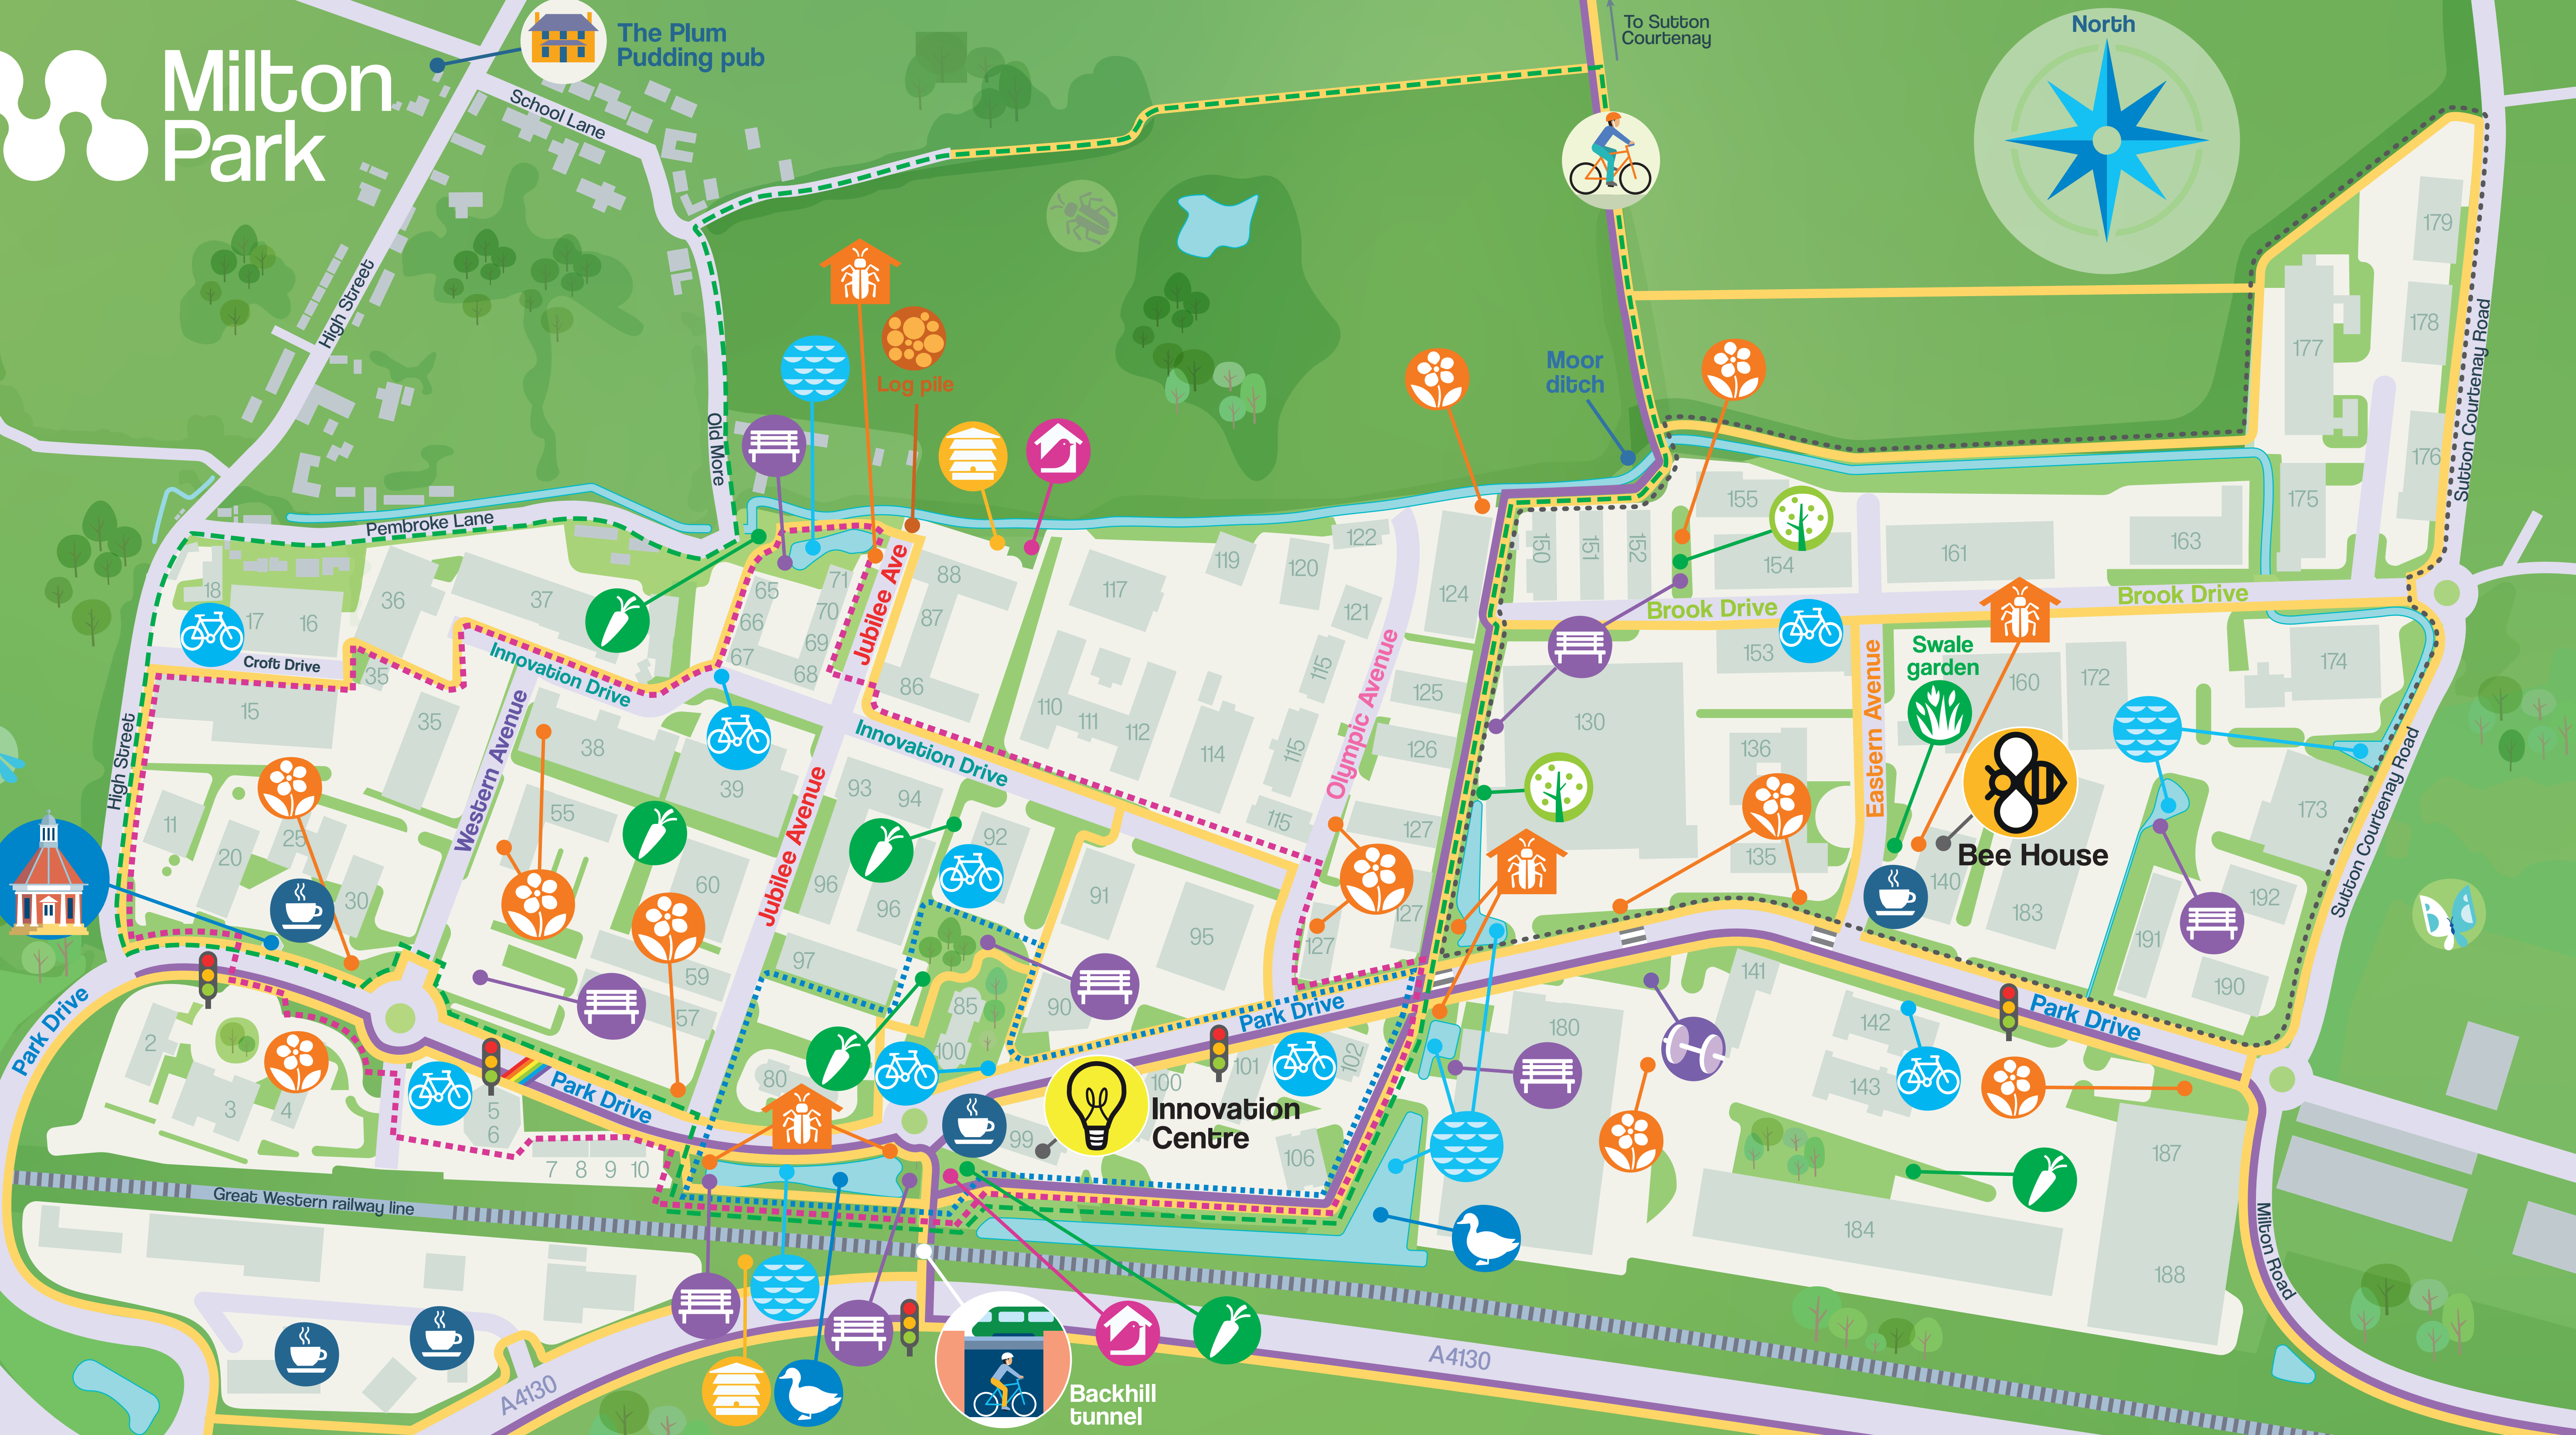 Milton
Park
The Plum
Pudding pub
To Sutton
Courtenay
North
School Lane
High Street
Old More
Log pile
Moor
ditch
Pembroke Lane
Sutton Courtenay Road
179
178
177
176
175
155
154
150
151
152
161
163
18
17
16
36
37
65
66
67
71
70
69
68
Jubilee Ave
88
87
86
117
119
120
122
121
124
Croft Drive
35
Innovation Drive
15
35
High Street
Western Avenue
38
39
Innovation Drive
110
111
112
114
115
115
115
Olympic Avenue
125
126
127
127
127
Brook Drive
Brook Drive
153
130
136
135
Eastern Avenue
Swale
garden
160
172
174
173
Sutton Courtenay Road
Bee House
140
183
191
192
190
11
20
25
30
55
60
59
57
Jubilee Avenue
93
94
92
96
96
97
91
95
90
85
100
80
Park Drive
Park Drive
Park Drive
Park Drive
2
3
4
5
6
7
8
9
10
99
100
101
102
106
Innovation
Centre
180
141
142
143
184
187
188
Milton Road
Great Western railway line
A4130
A4130
Backhill
tunnel